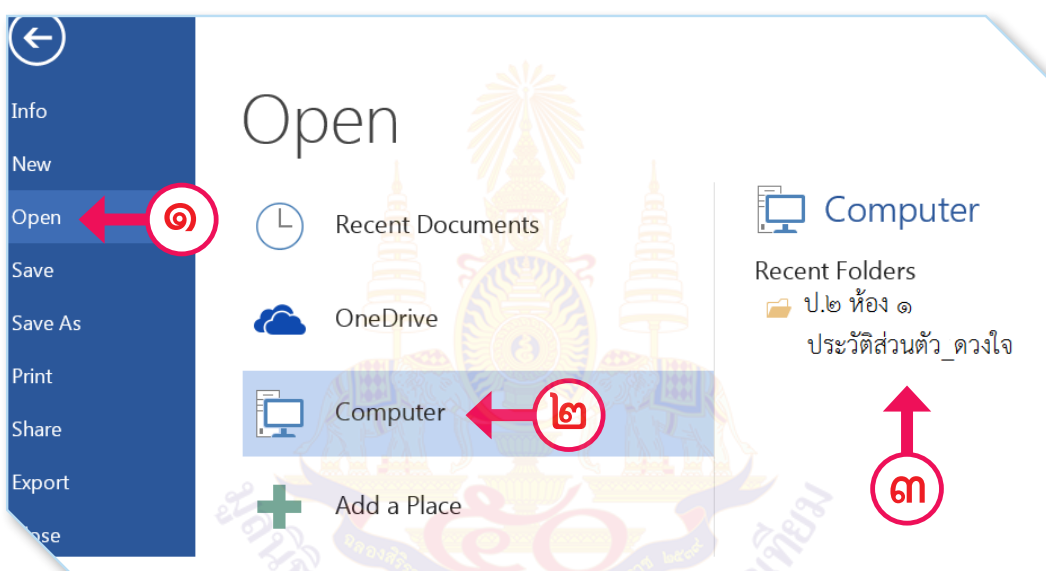 Info
New
Open
Save
Save As
Print
Share
Export
๑
Open
Recent Documents
OneDrive
Computer
๒
Add a Place
Computer
Recent Folders
ป.๒ ห้อง ๑
ประวัติส่วนตัว_ดวงใจ
๓